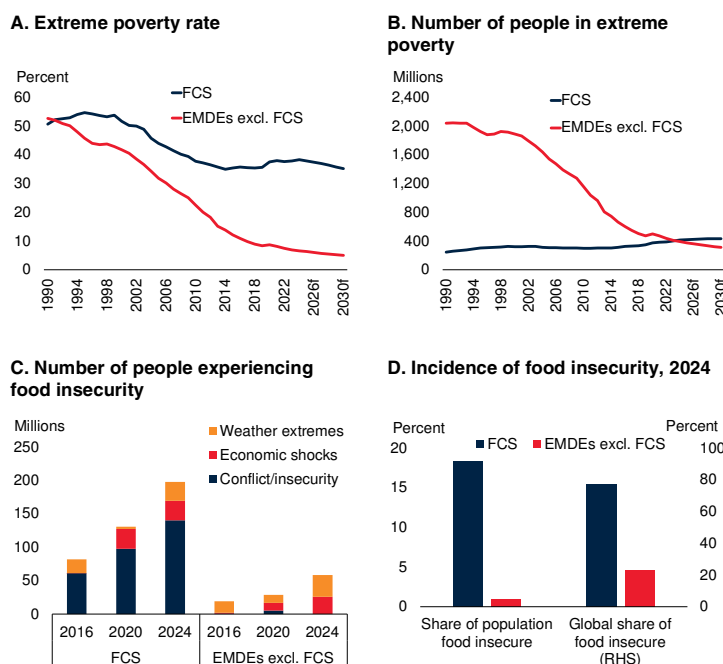 A. Extreme poverty rate
Percent
60
50
40
30
20
10
0
FCS
EMDEs excl. FCS
1990
1994
1998
2002
2006
2010
2014
2018
2022
2026f
2030f
B. Number of people in extreme
poverty
Millions
2,400
2,000
1,600
1,200
800
400
0
FCS
EMDEs excl. FCS
1990
1994
1998
2002
2006
2010
2014
2018
2022
2026f
2030f
C. Number of people experiencing
food insecurity
Millions
250
200
150
100
50
0
Weather extremes
Economic shocks
Conflict/insecurity
2016 2020 2024 2016 2020 2024
FCS EMDEs excl. FCS
D. Incidence of food insecurity, 2024
Percent Percent
FCS EMDEs excl. FCS
20
15
10
5
0
100
80
60
40
20
0
Share of population
food insecure
Global share of
food insecure
(RHS)